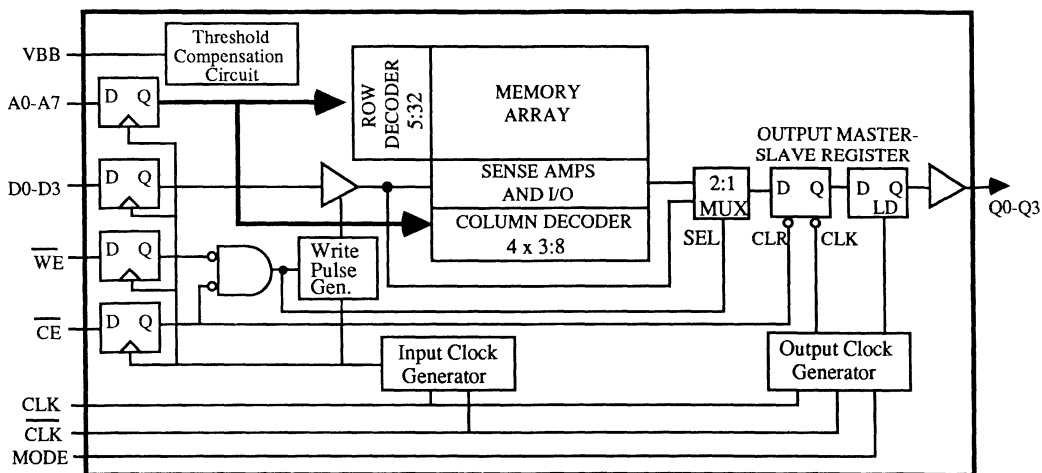 VBB
Threshold
Compensation
Circuit
A0-A7
D Q
ROW
DECODER
5:32
MEMORY
ARRAY
OUTPUT MASTER-
SLAVE REGISTER
D0-D3
D Q
SENSE AMPS
AND I/O
2:1
MUX
D Q
D Q
LD
Q0-Q3
COLUMN DECODER
4 x 3:8
SEL
CLR
CLK
WE
D Q
Write
Pulse
Gen.
CE
D Q
Input Clock
Generator
Output Clock
Generator
CLK
CLK
MODE